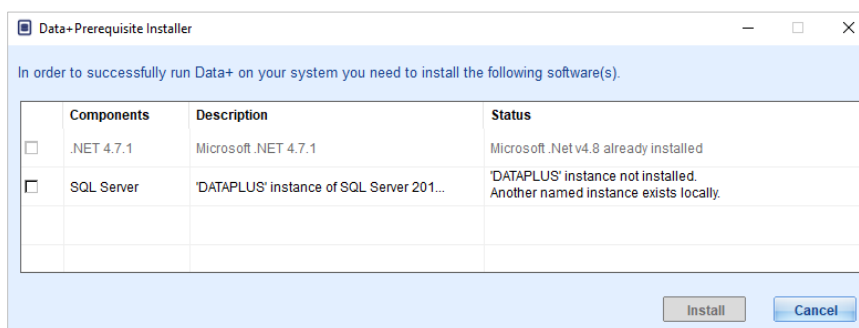 Data+Prerequisite Installer
In order to successfully run Data+ on your system you need to install the following software(s).
Components Description Status
.NET 4.7.1 Microsoft .NET 4.7.1 Microsoft .Net v4.8 already installed
SQL Server 'DATAPLUS' instance of SQL Server 201... 'DATAPLUS' instance not installed.
Another named instance exists locally.
Install Cancel